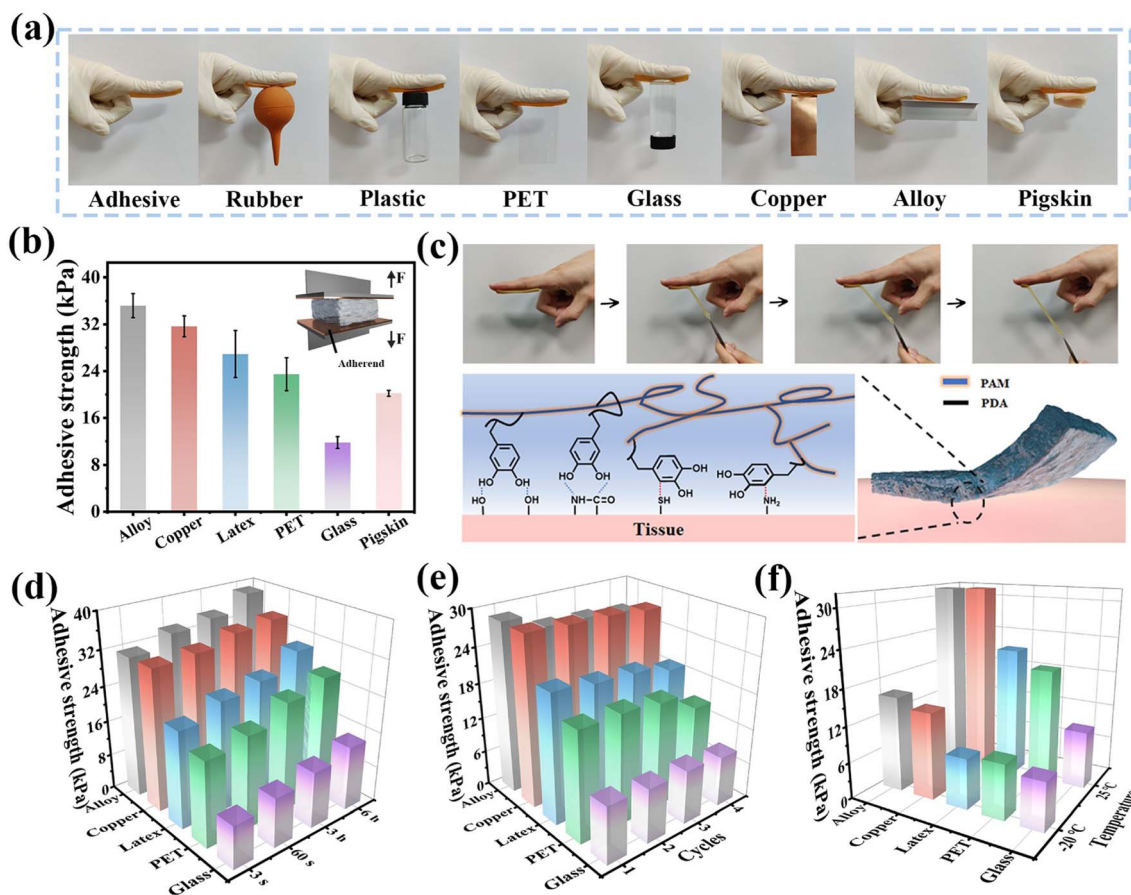 (a)
Adhesive Rubber Plastic PET Glass Copper Alloy Pigskin
(b)
Adhesive strength (kPa)
40
32
24
16
8
0
Alloy Copper Latex PET Glass Pigskin
F
F
Adherend
(c)
PAM
PDA
OH OH OH OH OH OH OH HO
HO OH NH-C=O SH NH2
Tissue
(d)
Adhesive strength (kPa)
40
32
24
16
8
0
Alloy
Copper
Latex
PET
Glass
3 s
60 s
3 h
6 h
(e)
Adhesive strength (kPa)
30
24
18
12
6
0
Alloy
Copper
Latex
PET
Glass
1
2
3
4
Cycles
(f)
Adhesive strength (kPa)
30
24
18
12
6
0
Alloy
Copper
Latex
PET
Glass
-20 °C
25 °C
Temperature